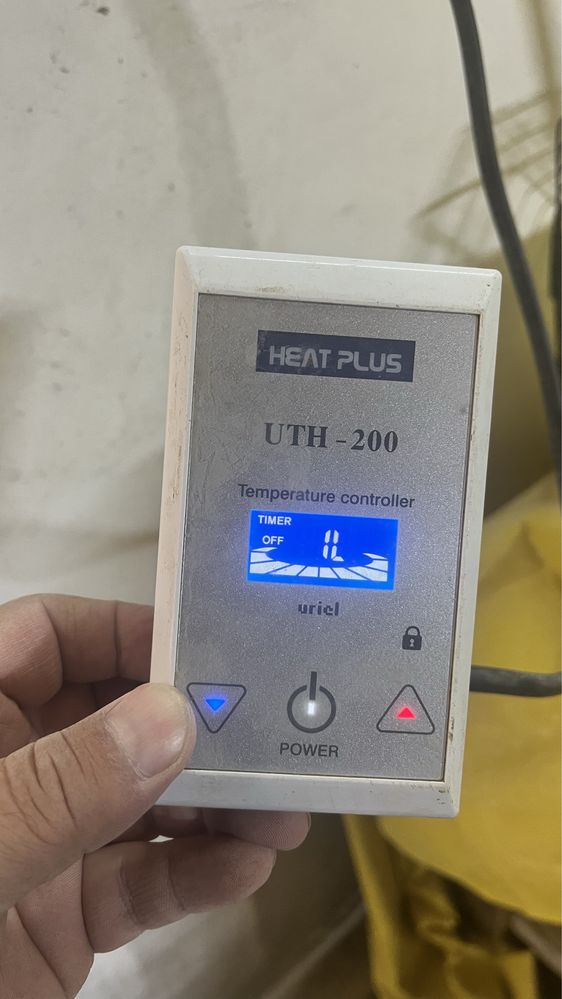 HEAT PLUS
UTH - 200
Temperature controller
TIMER
OFF
uriel
POWER